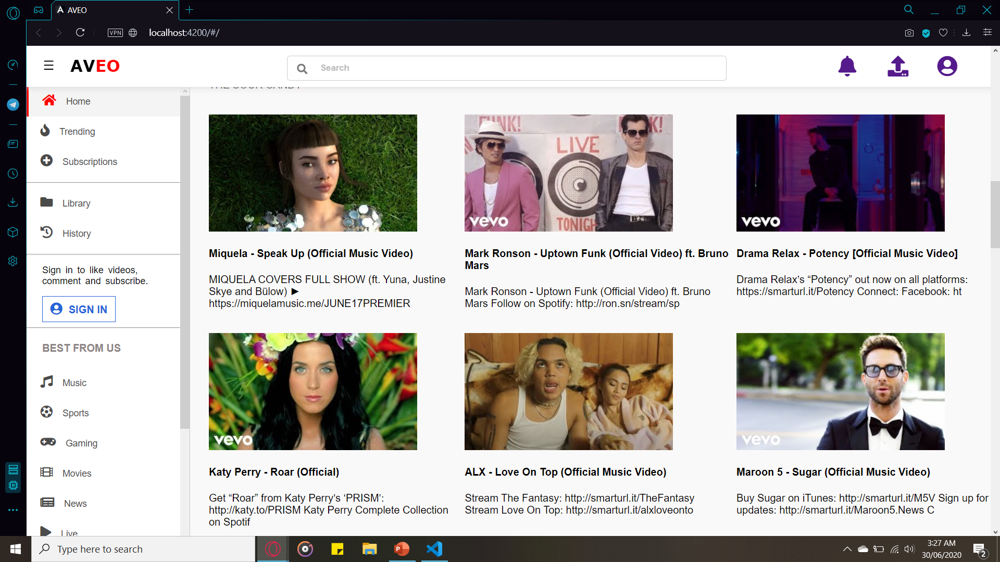 AVEO
VPN
localhost:4200/#/
AVEO
Search
Home
Trending
Subscriptions
Library
History
Sign in to like videos,
comment and subscribe.
SIGN IN
BEST FROM US
Music
Sports
Gaming
Movies
News
Live
THE SOUR CANDY
FUNK!
LIVE
TONIGH
vevo
vevo
Miquela - Speak Up (Official Music Video)
MIQUELA COVERS FULL SHOW (ft. Yuna, Justine
Skye and Bülow) ►
https://miquelamusic.me/JUNE17PREMIER
Mark Ronson - Uptown Funk (Official Video) ft. Bruno
Mars
Mark Ronson - Uptown Funk (Official Video) ft. Bruno
Mars Follow on Spotify: http://ron.sn/stream/sp
Drama Relax - Potency [Official Music Video]
Drama Relax’s “Potency” out now on all platforms:
https://smarturl.it/Potency Connect: Facebook: ht
vevo
vevo
Katy Perry - Roar (Official)
Get “Roar” from Katy Perry’s ‘PRISM’:
http://katy.to/PRISM Katy Perry Complete Collection
on Spotif
ALX - Love On Top (Official Music Video)
Stream The Fantasy: http://smarturl.it/TheFantasy
Stream Love On Top: http://smarturl.it/alxloveonto
Maroon 5 - Sugar (Official Music Video)
Buy Sugar on iTunes: http://smarturl.it/M5V Sign up for
updates: http://smarturl.it/Maroon5.News C
Type here to search
3:27 AM
30/06/2020
2